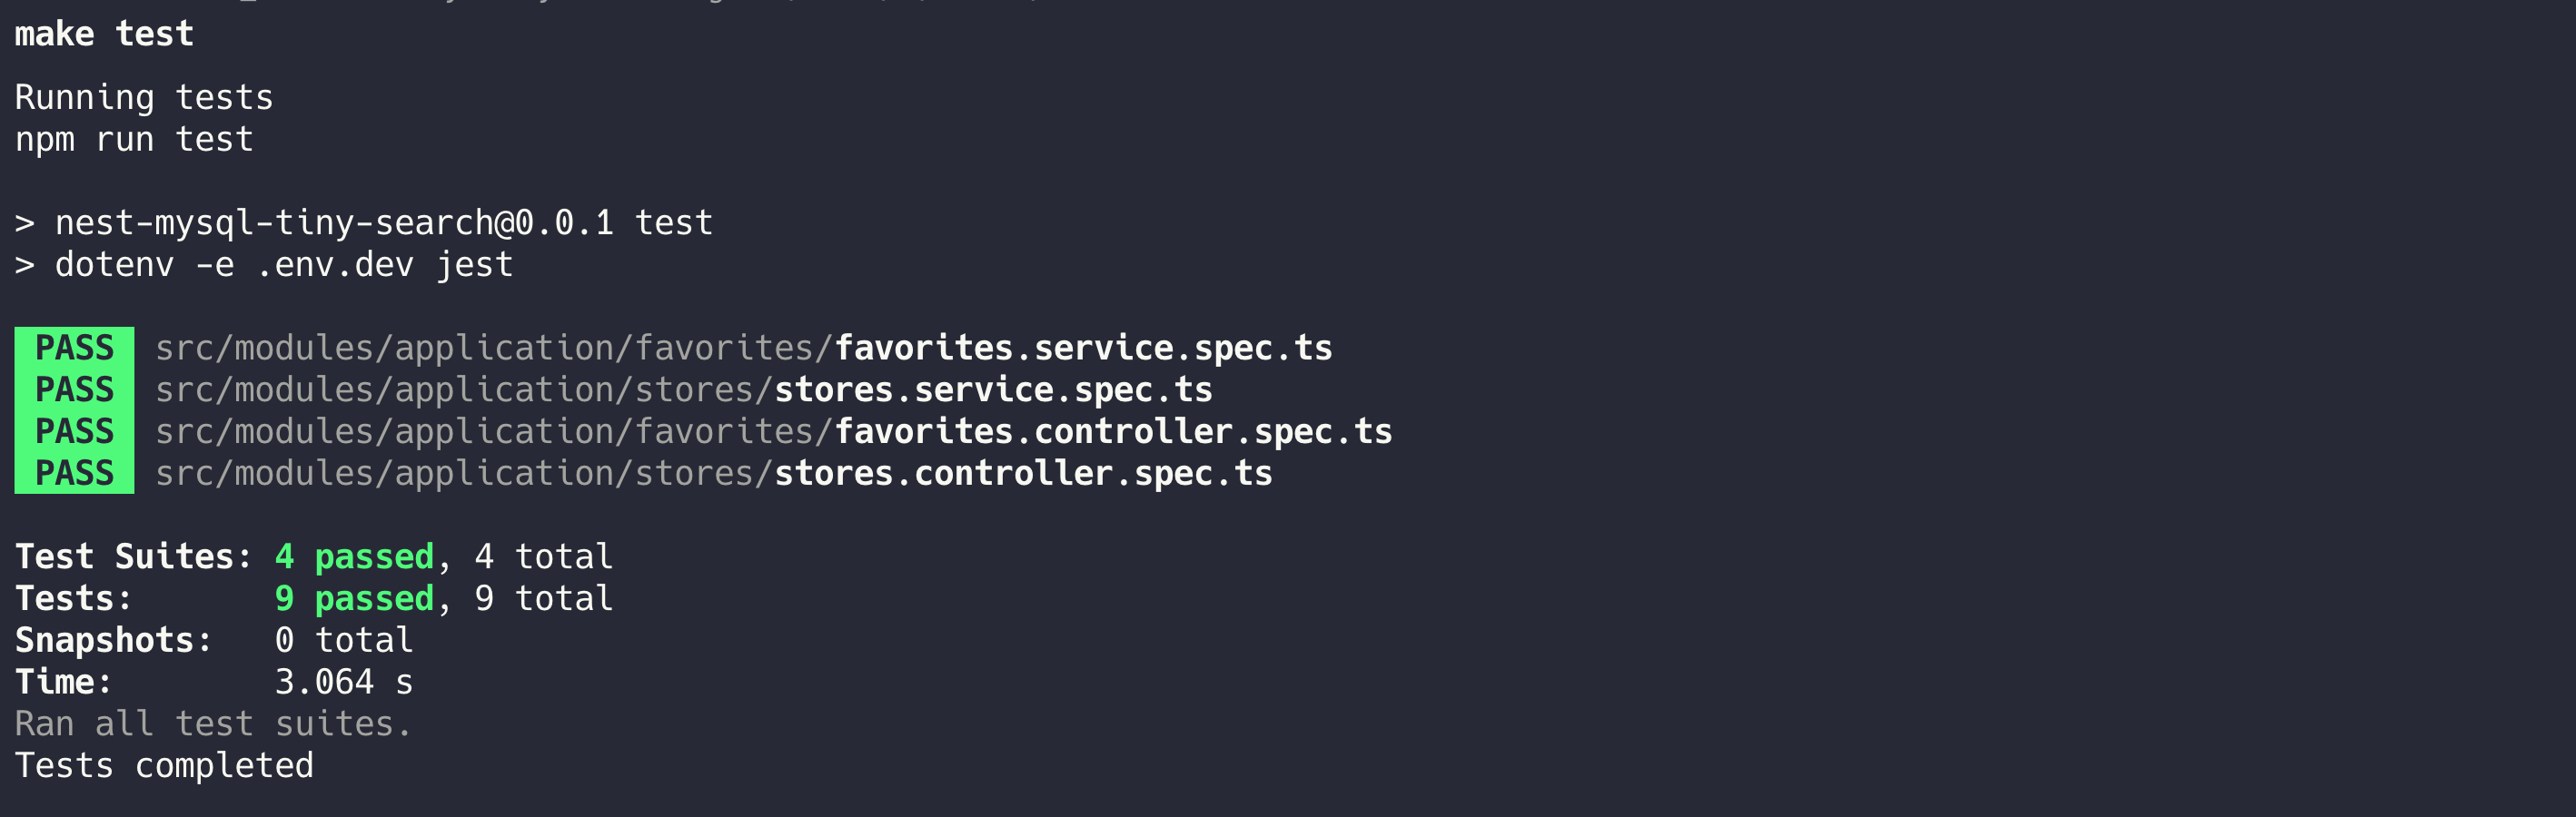 make test
Running tests
npm run test
> nest-mysql-tiny-search@0.0.1 test
> dotenv -e .env.dev jest
PASS src/modules/application/favorites/favorites.service.spec.ts
PASS src/modules/application/stores/stores.service.spec.ts
PASS src/modules/application/favorites/favorites.controller.spec.ts
PASS src/modules/application/stores/stores.controller.spec.ts
Test Suites: 4 passed, 4 total
Tests: 9 passed, 9 total
Snapshots: 0 total
Time: 3.064 s
Ran all test suites.
Tests completed